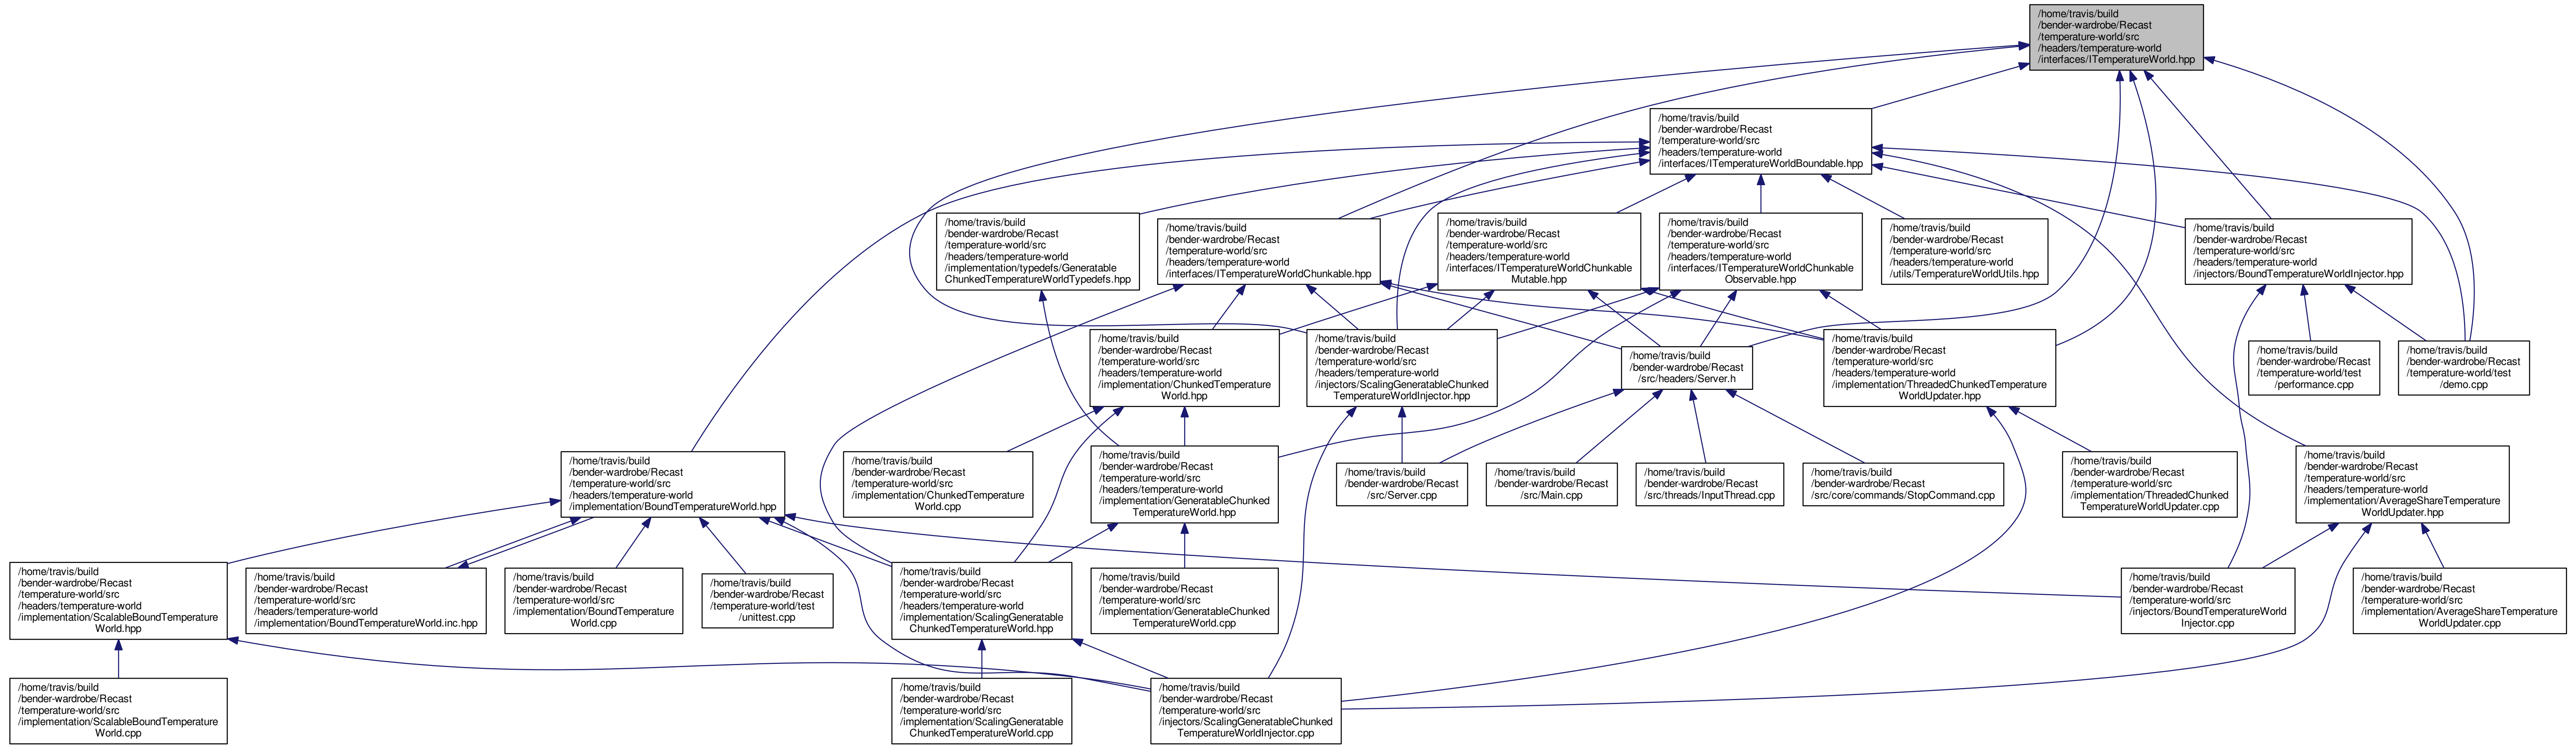 /home/travis/build
/bender-wardrobe/Recast
/temperature-world/src
/headers/temperature-world
/interfaces/ITemperatureWorld.hpp
/home/travis/build
/bender-wardrobe/Recast
/temperature-world/src
/headers/temperature-world
/interfaces/ITemperatureWorldBoundable.hpp
/home/travis/build
/bender-wardrobe/Recast
/temperature-world/src
/headers/temperature-world
/implementation/typedefs/Generatable
ChunkedTemperatureWorldTypedefs.hpp
/home/travis/build
/bender-wardrobe/Recast
/temperature-world/src
/headers/temperature-world
/interfaces/ITemperatureWorldChunkable.hpp
/home/travis/build
/bender-wardrobe/Recast
/temperature-world/src
/headers/temperature-world
/interfaces/ITemperatureWorldChunkable
Mutable.hpp
/home/travis/build
/bender-wardrobe/Recast
/temperature-world/src
/headers/temperature-world
/interfaces/ITemperatureWorldChunkable
Observable.hpp
/home/travis/build
/bender-wardrobe/Recast
/temperature-world/src
/headers/temperature-world
/utils/TemperatureWorldUtils.hpp
/home/travis/build
/bender-wardrobe/Recast
/temperature-world/src
/headers/temperature-world
/injectors/BoundTemperatureWorldInjector.hpp
/home/travis/build
/bender-wardrobe/Recast
/temperature-world/src
/headers/temperature-world
/implementation/ChunkedTemperature
World.hpp
/home/travis/build
/bender-wardrobe/Recast
/temperature-world/src
/headers/temperature-world
/injectors/ScalingGeneratableChunked
TemperatureWorldInjector.hpp
/home/travis/build
/bender-wardrobe/Recast
/src/headers/Server.h
/home/travis/build
/bender-wardrobe/Recast
/temperature-world/src
/headers/temperature-world
/implementation/ThreadedChunkedTemperature
WorldUpdater.hpp
/home/travis/build
/bender-wardrobe/Recast
/temperature-world/test
/performance.cpp
/home/travis/build
/bender-wardrobe/Recast
/temperature-world/test
/demo.cpp
/home/travis/build
/bender-wardrobe/Recast
/temperature-world/src
/headers/temperature-world
/implementation/BoundTemperatureWorld.hpp
/home/travis/build
/bender-wardrobe/Recast
/temperature-world/src
/implementation/ChunkedTemperature
World.cpp
/home/travis/build
/bender-wardrobe/Recast
/temperature-world/src
/headers/temperature-world
/implementation/GeneratableChunked
TemperatureWorld.hpp
/home/travis/build
/bender-wardrobe/Recast
/src/Server.cpp
/home/travis/build
/bender-wardrobe/Recast
/src/Main.cpp
/home/travis/build
/bender-wardrobe/Recast
/src/threads/InputThread.cpp
/home/travis/build
/bender-wardrobe/Recast
/src/core/commands/StopCommand.cpp
/home/travis/build
/bender-wardrobe/Recast
/temperature-world/src
/implementation/ThreadedChunked
TemperatureWorldUpdater.cpp
/home/travis/build
/bender-wardrobe/Recast
/temperature-world/src
/headers/temperature-world
/implementation/AverageShareTemperature
WorldUpdater.hpp
/home/travis/build
/bender-wardrobe/Recast
/temperature-world/src
/headers/temperature-world
/implementation/ScalableBoundTemperature
World.hpp
/home/travis/build
/bender-wardrobe/Recast
/temperature-world/src
/headers/temperature-world
/implementation/BoundTemperatureWorld.inc.hpp
/home/travis/build
/bender-wardrobe/Recast
/temperature-world/src
/implementation/BoundTemperature
World.cpp
/home/travis/build
/bender-wardrobe/Recast
/temperature-world/test
/unittest.cpp
/home/travis/build
/bender-wardrobe/Recast
/temperature-world/src
/headers/temperature-world
/implementation/ScalingGeneratable
ChunkedTemperatureWorld.hpp
/home/travis/build
/bender-wardrobe/Recast
/temperature-world/src
/implementation/GeneratableChunked
TemperatureWorld.cpp
/home/travis/build
/bender-wardrobe/Recast
/temperature-world/src
/injectors/BoundTemperatureWorld
Injector.cpp
/home/travis/build
/bender-wardrobe/Recast
/temperature-world/src
/implementation/AverageShareTemperature
WorldUpdater.cpp
/home/travis/build
/bender-wardrobe/Recast
/temperature-world/src
/implementation/ScalableBoundTemperature
World.cpp
/home/travis/build
/bender-wardrobe/Recast
/temperature-world/src
/implementation/ScalingGeneratable
ChunkedTemperatureWorld.cpp
/home/travis/build
/bender-wardrobe/Recast
/temperature-world/src
/injectors/ScalingGeneratableChunked
TemperatureWorldInjector.cpp